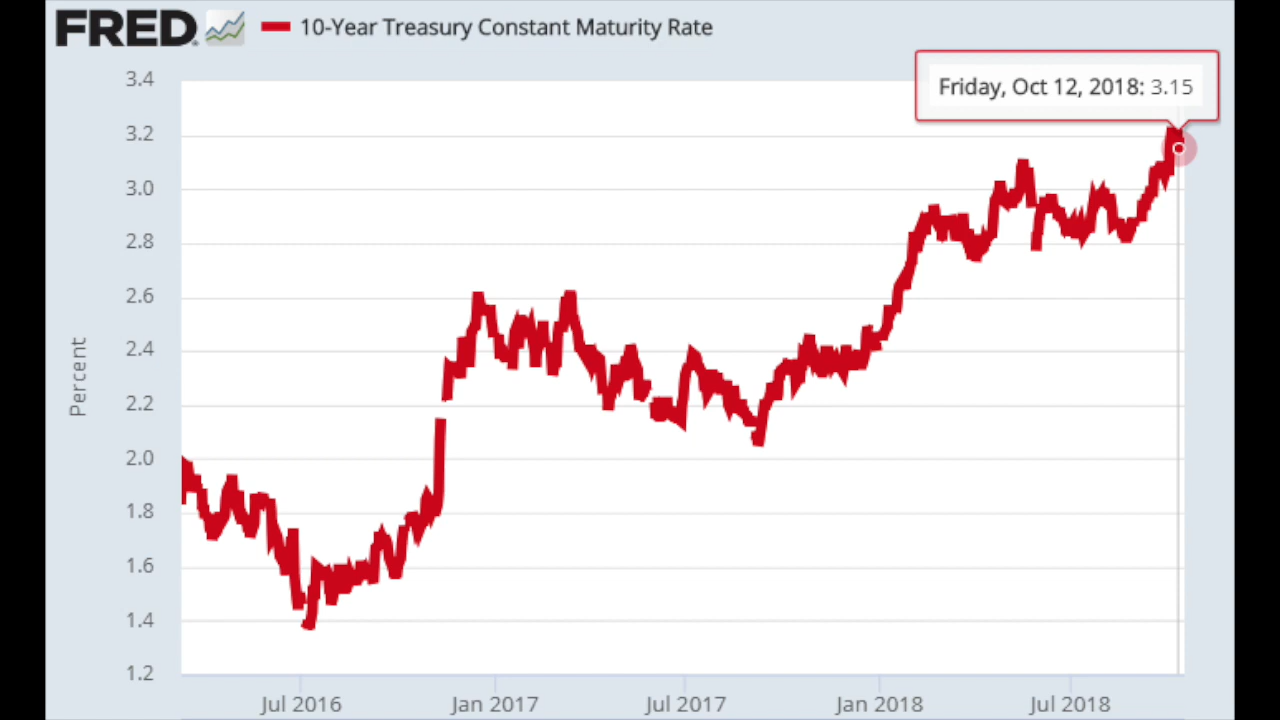 FRED
10-Year Treasury Constant Maturity Rate
Friday, Oct 12, 2018: 3.15
3.4
3.2
3.0
2.8
2.6
2.4
2.2
2.0
1.8
1.6
1.4
1.2
Percent
Jul 2016
Jan 2017
Jul 2017
Jan 2018
Jul 2018